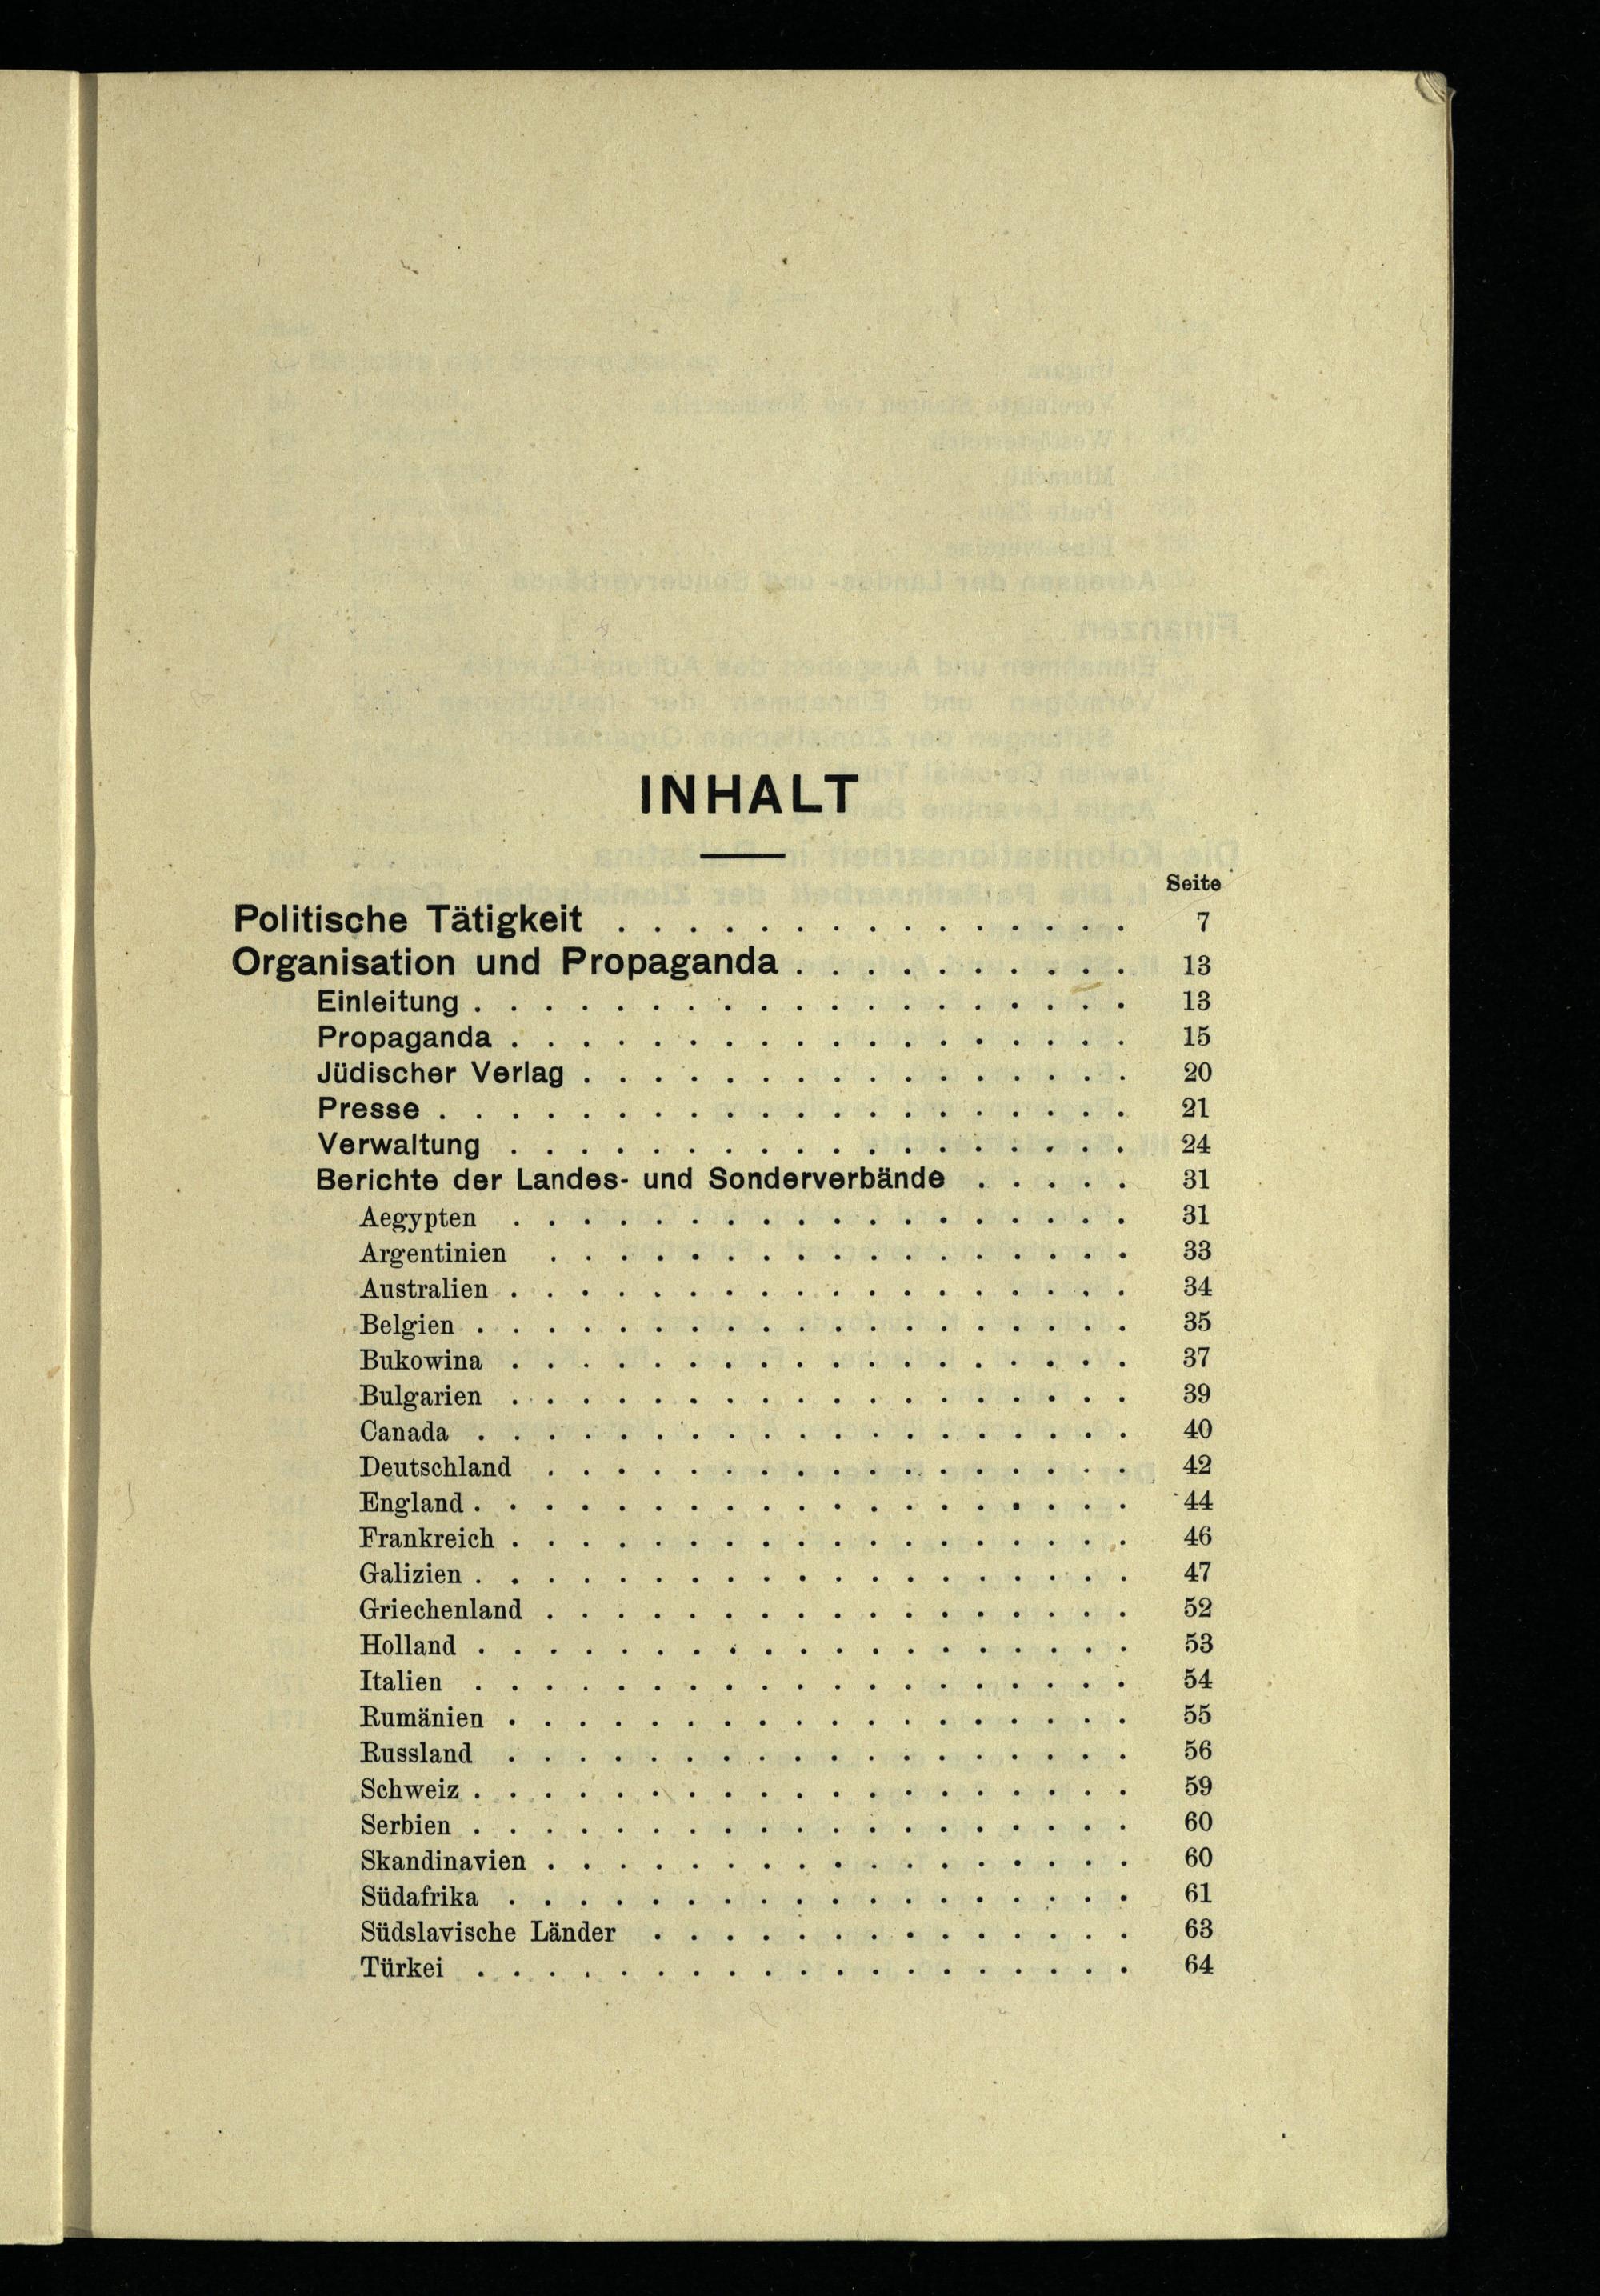 INHALT
Seite
Politische Tätigkeit . . . . . . . . . . . . . . . 7
Organisation und Propaganda . . . . . . . . . . 13
Einleitung . . . . . . . . . . . . . . . . . . . 13
Propaganda . . . . . . . . . . . . . . . . . . 15
Jüdischer Verlag . . . . . . . . . . . . . . . . 20
Presse . . . . . . . . . . . . . . . . . . . . 21
Verwaltung . . . . . . . . . . . . . . . . . . 24
Berichte der Landes- und Sonderverbände . . . . . 31
Aegypten . . . . . . . . . . . . . . . . . . 31
Argentinien . . . . . . . . . . . . . . . . . 33
Australien . . . . . . . . . . . . . . . . . . 34
Belgien . . . . . . . . . . . . . . . . . . . 35
Bukowina . . . . . . . . . . . . . . . . . . 37
Bulgarien . . . . . . . . . . . . . . . . . . 39
Canada . . . . . . . . . . . . . . . . . . . 40
Deutschland . . . . . . . . . . . . . . . . . 42
England . . . . . . . . . . . . . . . . . . . 44
Frankreich . . . . . . . . . . . . . . . . . . 46
Galizien . . . . . . . . . . . . . . . . . . . 47
Griechenland . . . . . . . . . . . . . . . . . 52
Holland . . . . . . . . . . . . . . . . . . . 53
Italien . . . . . . . . . . . . . . . . . . . 54
Rumänien . . . . . . . . . . . . . . . . . . 55
Russland . . . . . . . . . . . . . . . . . . 56
Schweiz . . . . . . . . . . . . . . . . . . . 59
Serbien . . . . . . . . . . . . . . . . . . . 60
Skandinavien . . . . . . . . . . . . . . . . . 60
Südafrika . . . . . . . . . . . . . . . . . . 61
Südslavische Länder . . . . . . . . . . . . . . 63
Türkei . . . . . . . . . . . . . . . . . . . 64